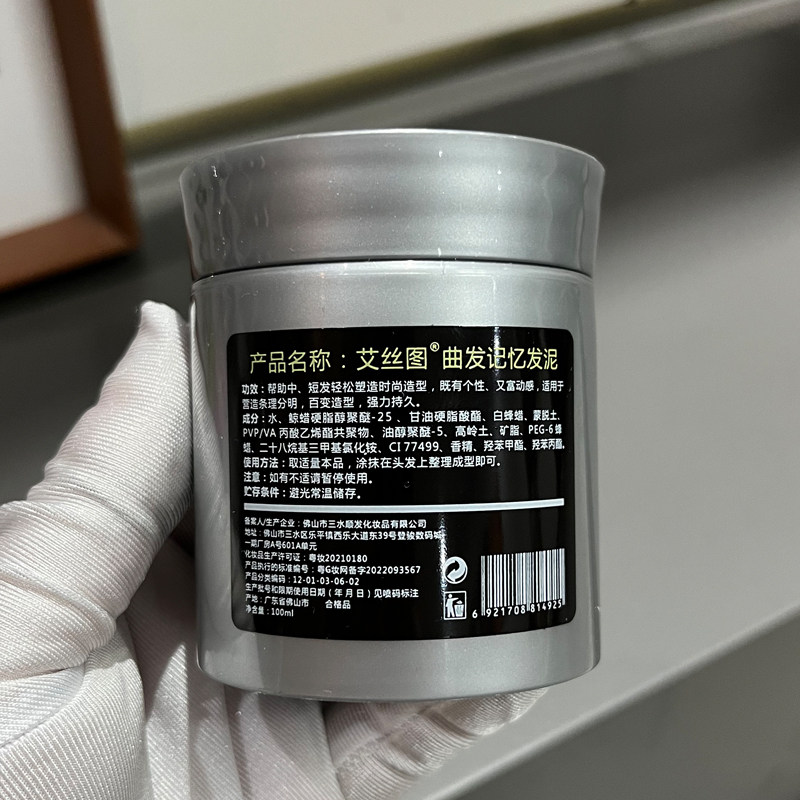 产品名称：艾丝图®曲发记忆发泥
功效：帮助中、短发轻松塑造时尚造型，既有个性、又富动感，适用于
营造条理分明，百变造型，强力持久。
成分：水、鲸蜡硬脂醇聚醚-25、甘油硬脂酸酯、白蜂蜡、蒙脱土、
PVP/VA 丙酸乙烯酯共聚物、油醇聚醚-5、高岭土、矿脂、PEG-6 蜂
蜡、二十八烷基三甲基氯化铵、CI 77499、香精、羟苯甲酯、羟苯丙酯。
使用方法：取适量本品，涂抹在头发上整理成型即可。
注意：如有不适请暂停使用。
贮存条件：避光常温储存。
备案人/生产企业：佛山市三水顺发化妆品有限公司
地址：佛山市三水区乐平镇西乐大道东39号登骏数码城
一期厂房A号601A单元
化妆品生产许可证：粤妆20210180
产品执行的标准编号：粤G妆网备字2022093567
产品分类编码：12-01-03-06-02
生产批号和限期使用日期（年月日）见喷码标注
产地：广东省佛山市 合格品
净含量：100ml
6 921708 814925